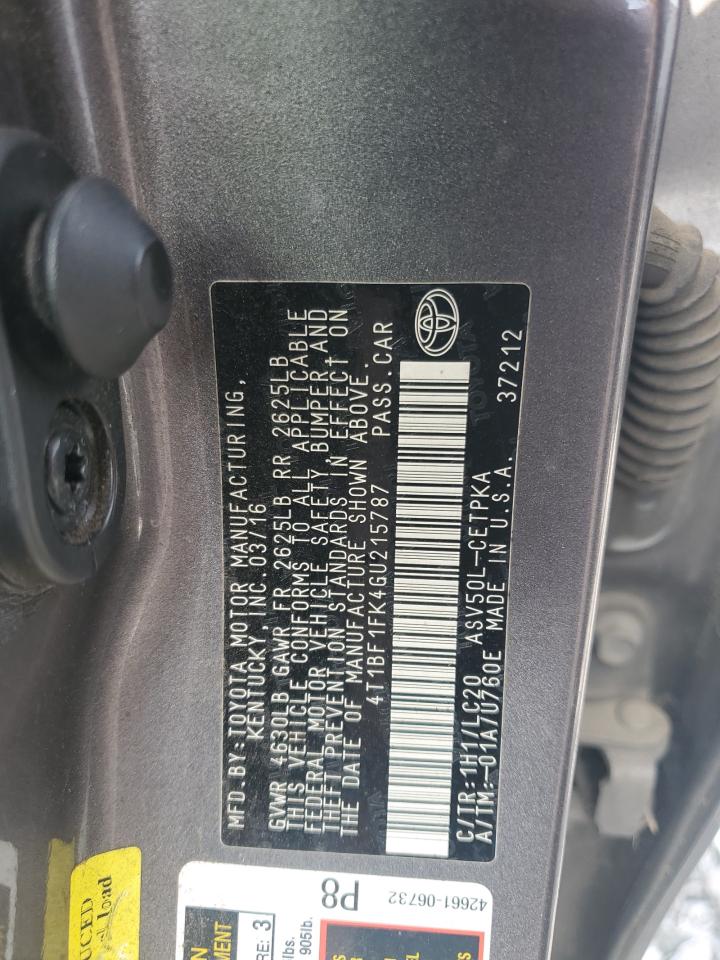 MFD.BY:TOYOTA MOTOR MANUFACTURING,
KENTUCKY, INC. 03/16
GVWR 4630LB GAWR FR 2625LB RR 2625LB
THIS VEHICLE CONFORMS TO ALL APPLICABLE
FEDERAL MOTOR VEHICLE SAFETY BUMPER AND
THEFT PREVENTION STANDARDS IN EFFECT ON
THE DATE OF MANUFACTURE SHOWN ABOVE.
4T1BF1FK4GU215787 PASS.CAR
C/TR:1H1/LC20 ASV50L-CETPKA
A/TM:-01A/U760E MADE IN U.S.A. 37212
P8
42661-06732
3
905lb.
load